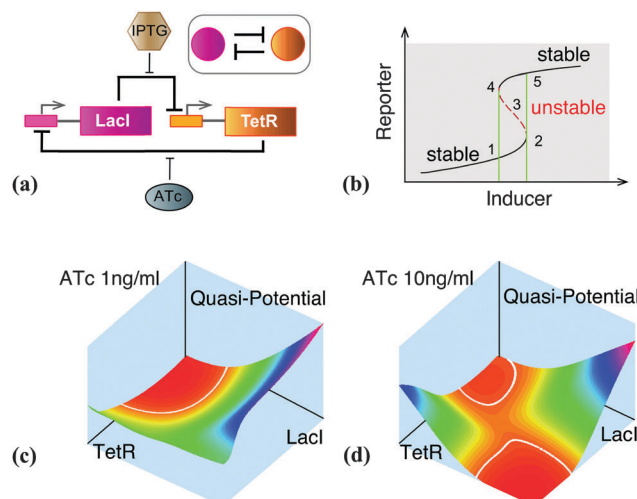 (a)
IPTG
LacI
TetR
ATc
(b)
Reporter
Inducer
stable
stable
unstable
1
2
3
4
5
(c)
ATc 1ng/ml
Quasi-Potential
TetR
LacI
(d)
ATc 10ng/ml
Quasi-Potential
TetR
LacI